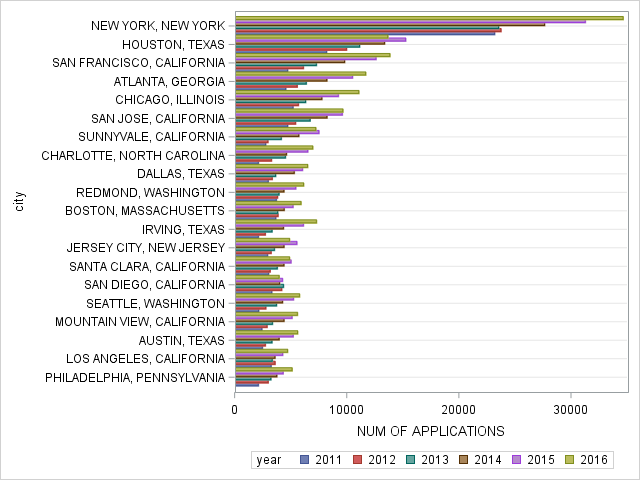 NEW YORK, NEW YORK
HOUSTON, TEXAS
SAN FRANCISCO, CALIFORNIA
ATLANTA, GEORGIA
CHICAGO, ILLINOIS
SAN JOSE, CALIFORNIA
SUNNYVALE, CALIFORNIA
CHARLOTTE, NORTH CAROLINA
DALLAS, TEXAS
REDMOND, WASHINGTON
BOSTON, MASSACHUSETTS
IRVING, TEXAS
JERSEY CITY, NEW JERSEY
SANTA CLARA, CALIFORNIA
SAN DIEGO, CALIFORNIA
SEATTLE, WASHINGTON
MOUNTAIN VIEW, CALIFORNIA
AUSTIN, TEXAS
LOS ANGELES, CALIFORNIA
PHILADELPHIA, PENNSYLVANIA
city
0 10000 20000 30000
NUM OF APPLICATIONS
year 2011 2012 2013 2014 2015 2016